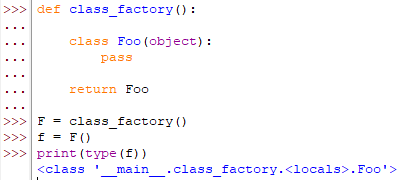 >>> def class_factory():
...
...     class Foo(object):
...         pass
...
...     return Foo
...
>>> F = class_factory()
>>> f = F()
>>> print(type(f))
<class '__main__.class_factory.<locals>.Foo'>